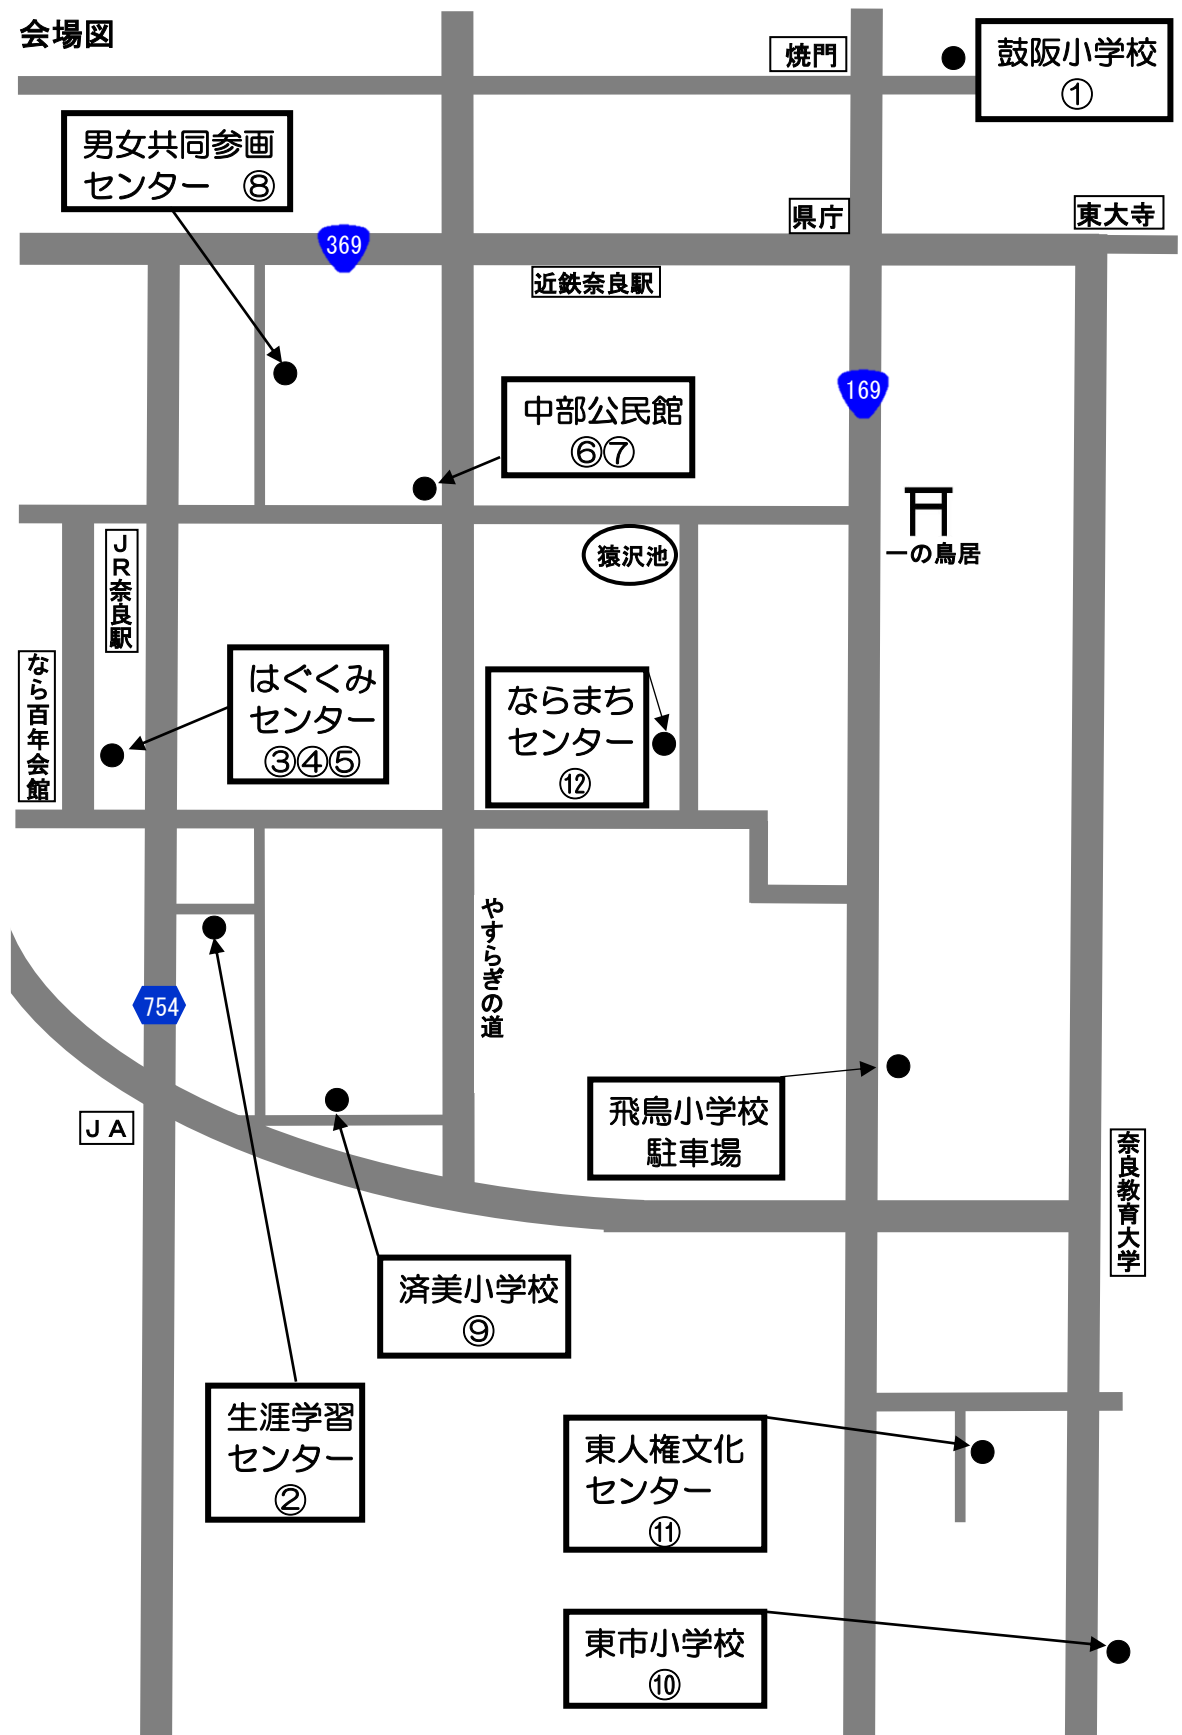 会場図
焼門
鼓阪小学校
①
男女共同参画
センター ⑧
県庁
東大寺
369
近鉄奈良駅
中部公民館
⑥⑦
169
一の鳥居
猿沢池
JR奈良駅
なら百年会館
はぐくみ
センター
③④⑤
ならまち
センター
⑫
やすらぎの道
754
飛鳥小学校
駐車場
JA
奈良教育大学
済美小学校
⑨
生涯学習
センター
②
東人権文化
センター
⑪
東市小学校
⑩